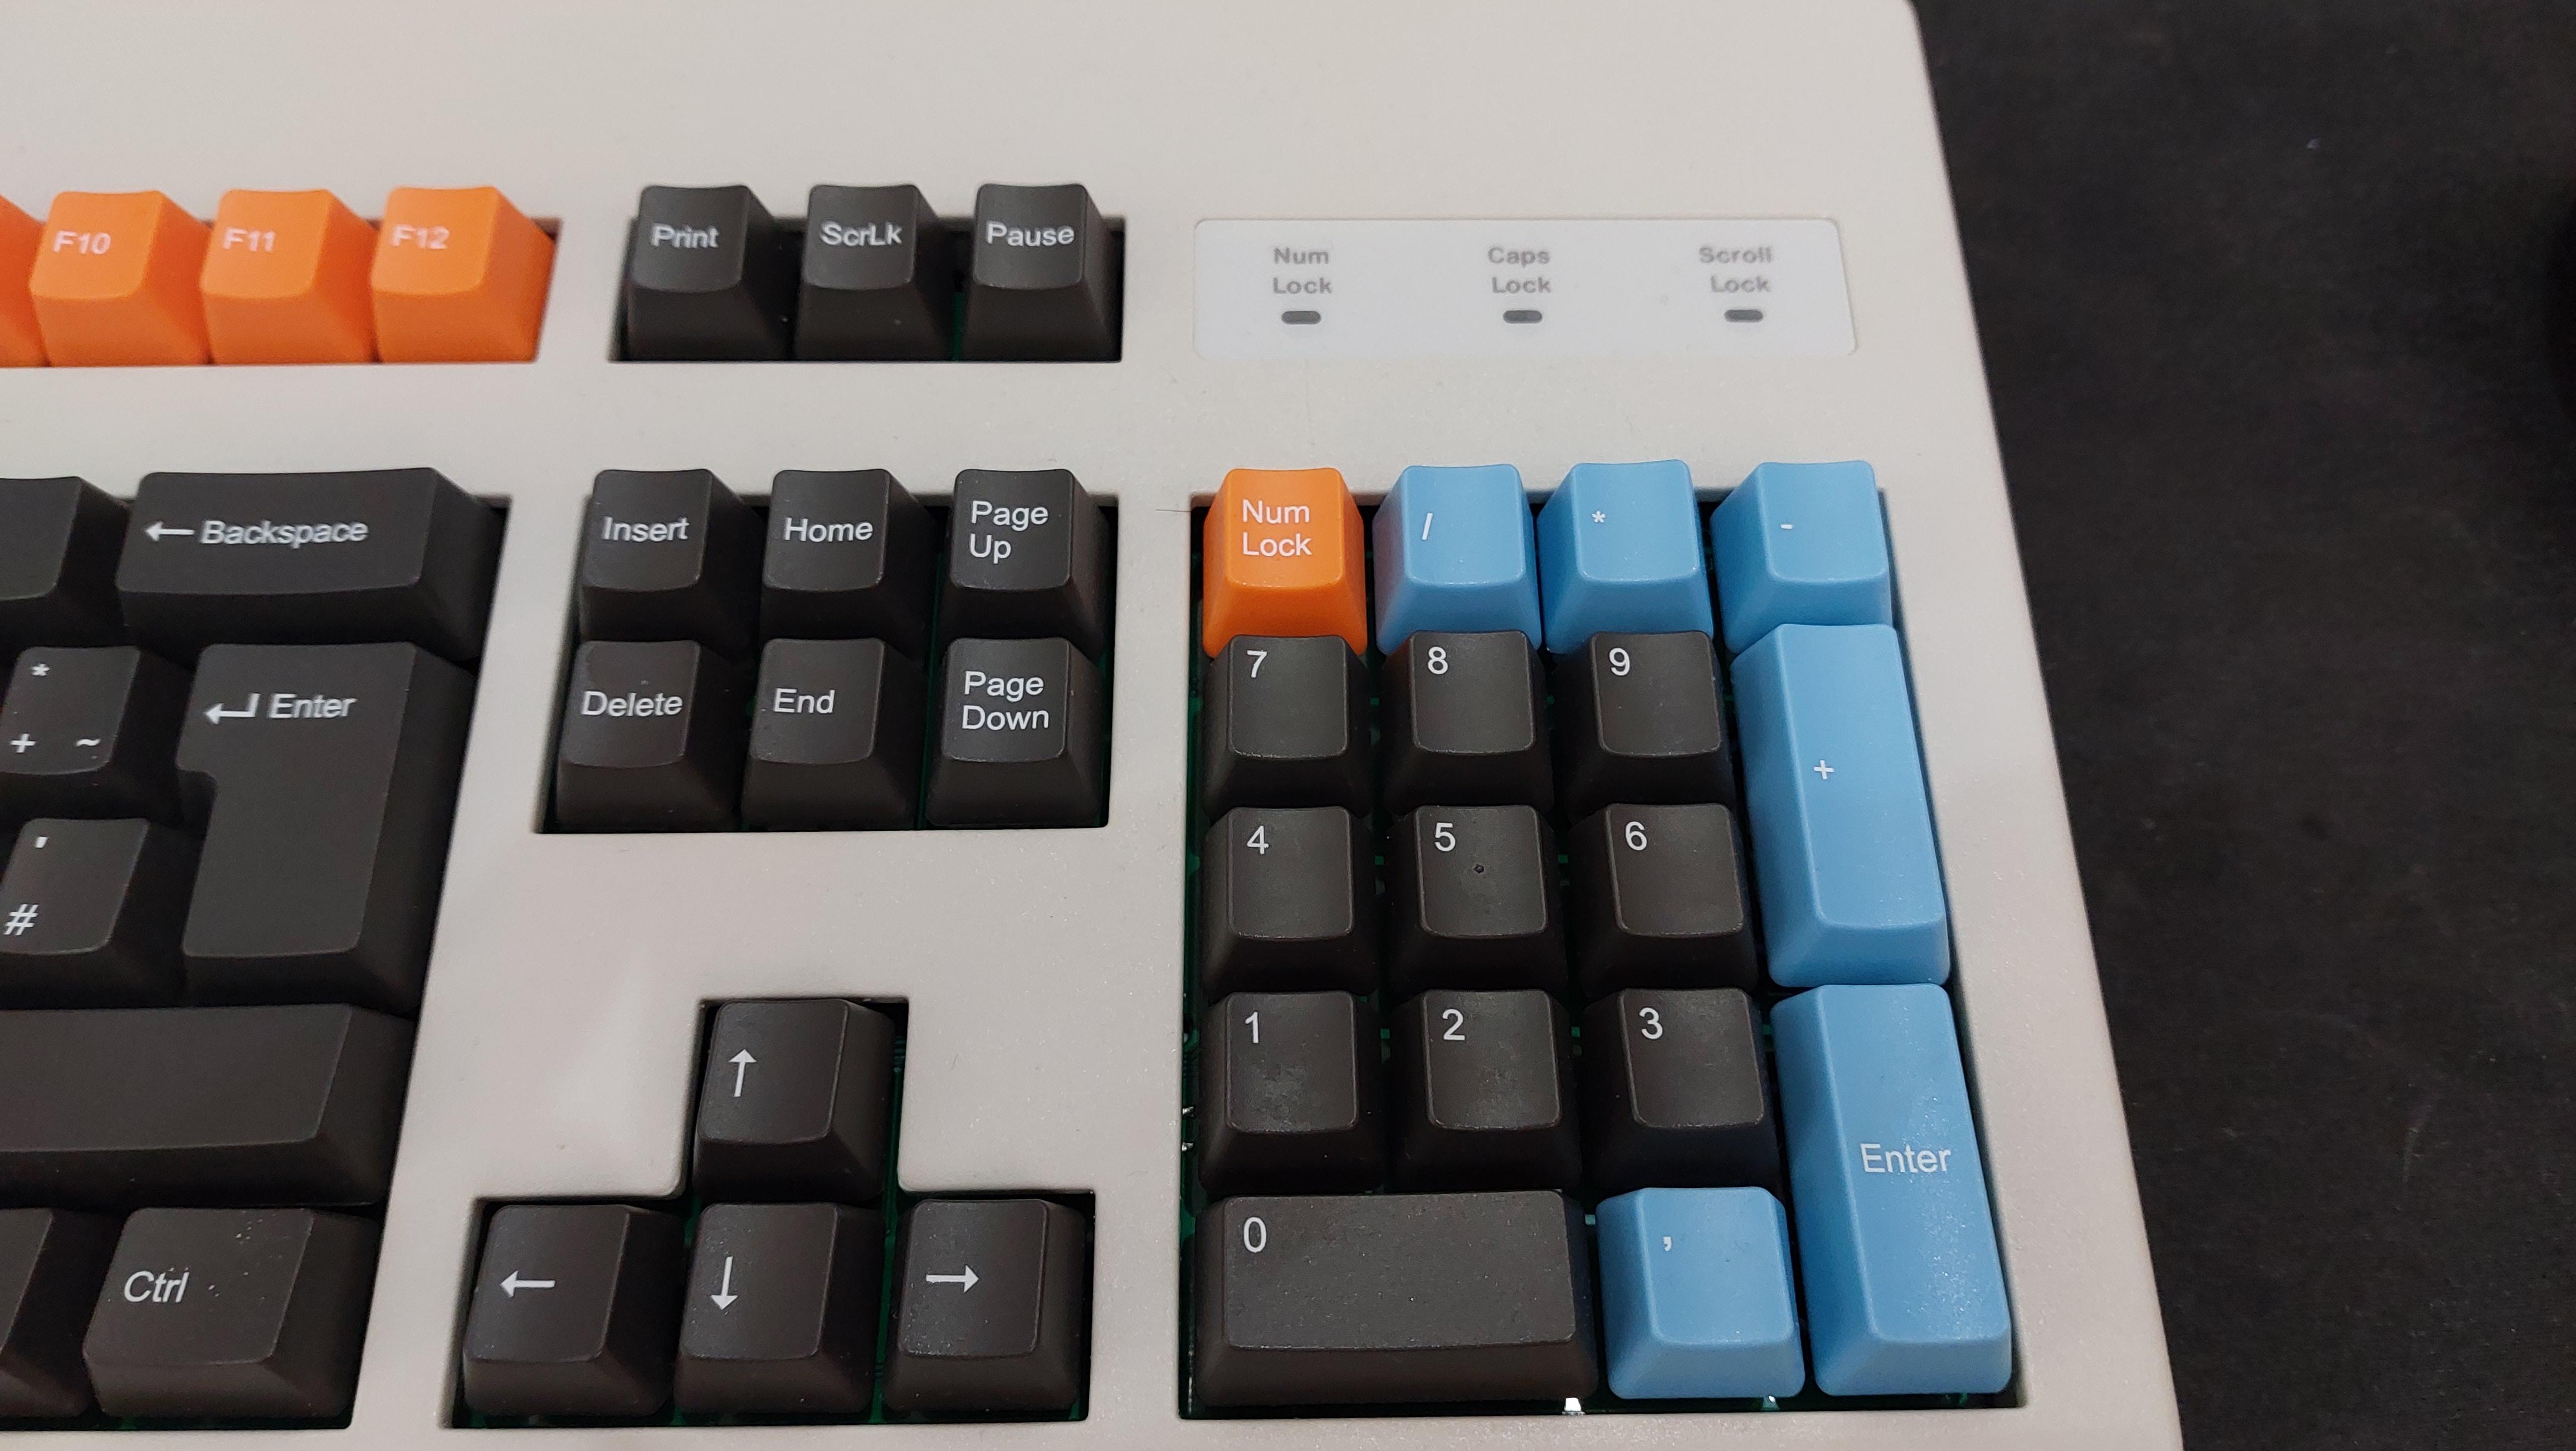 F10
F11
F12
Print
ScrLk
Pause
Num
Lock
Caps
Lock
Scroll
Lock
← Backspace
Insert
Home
Page
Up
Num
Lock
/
*
-
*
+ ~
↵ Enter
Delete
End
Page
Down
7
8
9
+
'
#
4
5
6
↑
1
2
3
Enter
Ctrl
←
↓
→
0
,